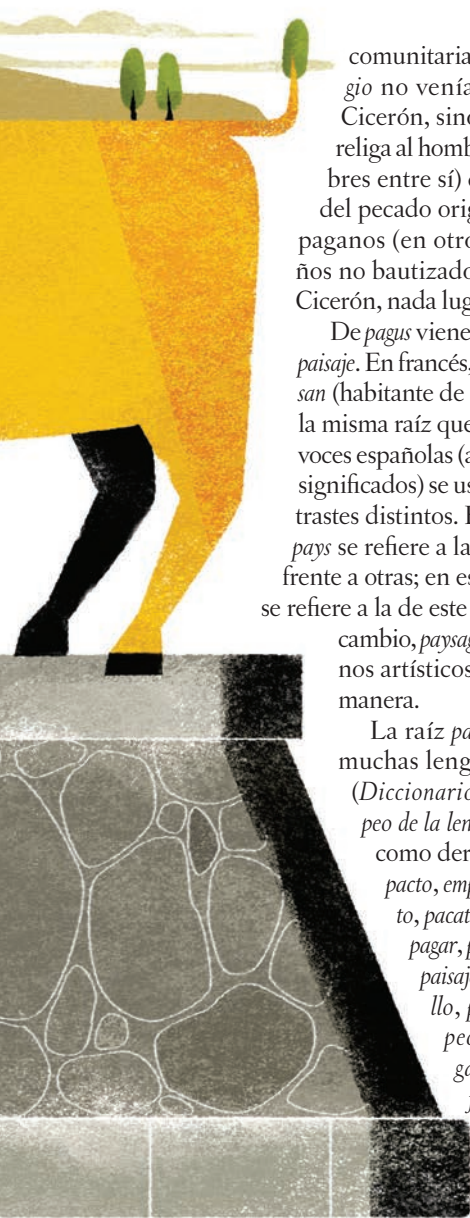 comunitaria
gio no venía
Cicerón, sino
religa al homb
bres entre sí) 
del pecado orig
paganos (en otro
ños no bautizado
Cicerón, nada lug
De pagus viene
paisaje. En francés,
san (habitante de
la misma raíz que
voces españolas (a
significados) se us
trastes distintos. 
pays se refiere a la
frente a otras; en es
se refiere a la de este
cambio, paysag
nos artísticos
manera.
La raíz pa
muchas leng
(Diccionario
peo de la len
como der
pacto, emp
to, pacat
pagar, p
paisaj
llo, p
pec
ga